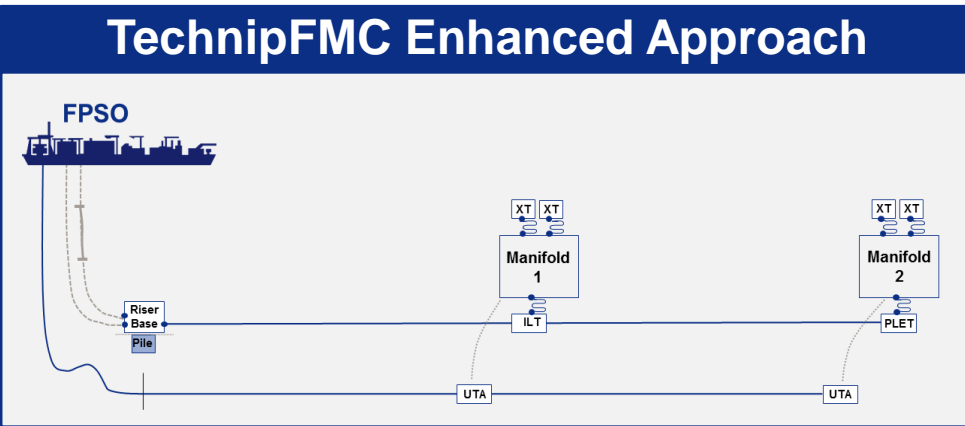 TechnipFMC Enhanced Approach
FPSO
XT XT
XT XT
Manifold
1
Manifold
2
Riser
Base
Pile
ILT
PLET
UTA
UTA